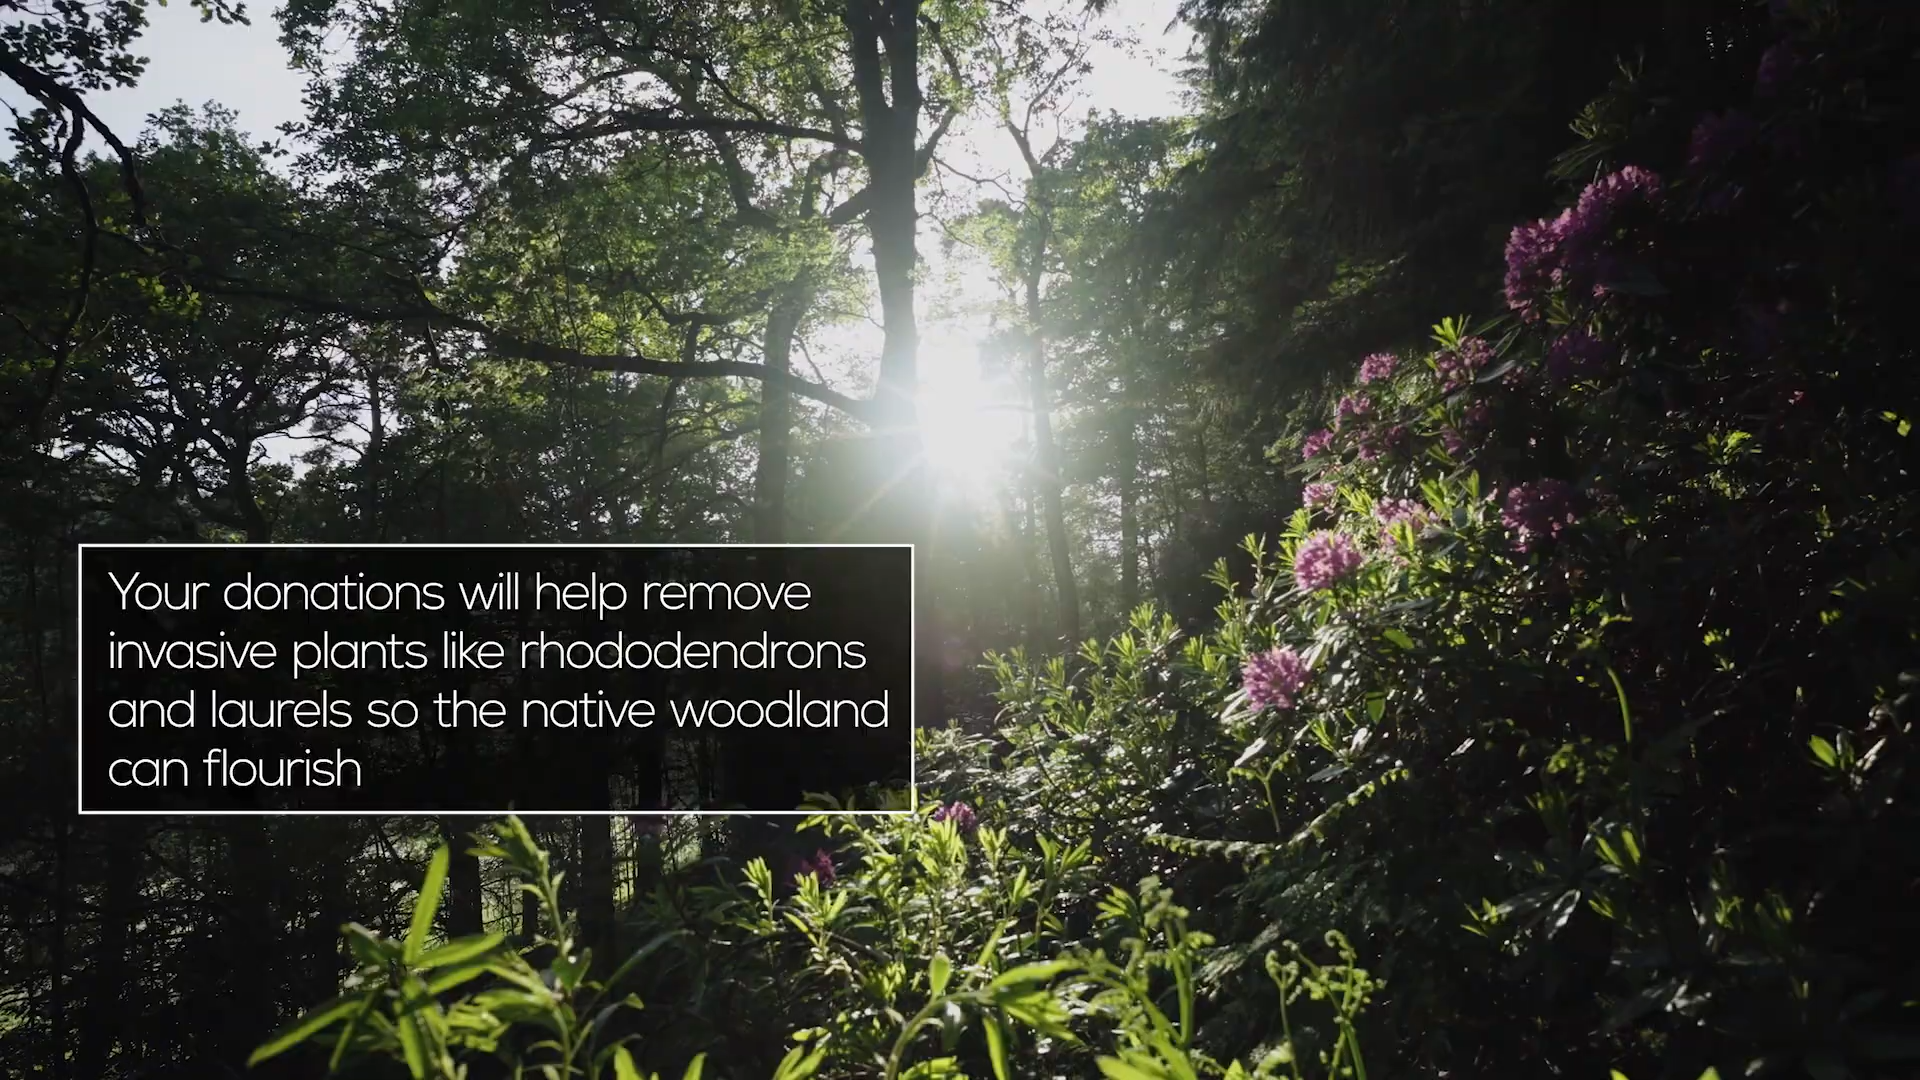 Your donations will help remove
invasive plants like rhododendrons
and laurels so the native woodland
can flourish